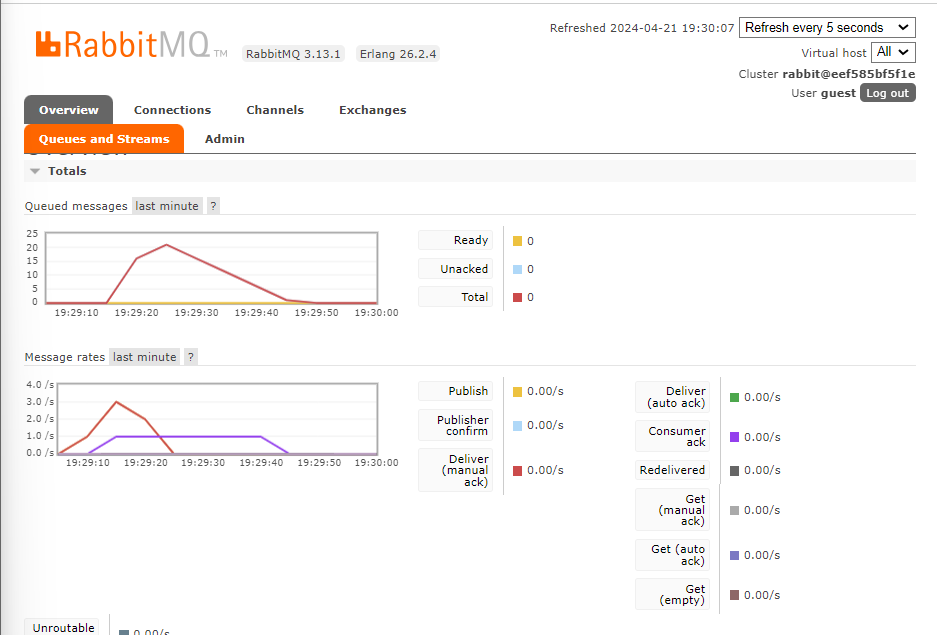 Refreshed 2024-04-21 19:30:07 Refresh every 5 seconds
RabbitMQ TM RabbitMQ 3.13.1 Erlang 26.2.4
Virtual host All
Cluster rabbit@eef585bf5f1e
User guest Log out
Overview Connections Channels Exchanges
Queues and Streams Admin
Totals
Queued messages last minute ?
25
20
15
10
5
0
19:29:10 19:29:20 19:29:30 19:29:40 19:29:50 19:30:00
Ready 0
Unacked 0
Total 0
Message rates last minute ?
4.0 /s
3.0 /s
2.0 /s
1.0 /s
0.0 /s
19:29:10 19:29:20 19:29:30 19:29:40 19:29:50 19:30:00
Publish 0.00/s
Publisher
confirm 0.00/s
Deliver
(manual
ack) 0.00/s
Deliver
(auto ack) 0.00/s
Consumer
ack 0.00/s
Redelivered 0.00/s
Get
(manual
ack) 0.00/s
Get (auto
ack) 0.00/s
Get
(empty) 0.00/s
Unroutable 0.00/s